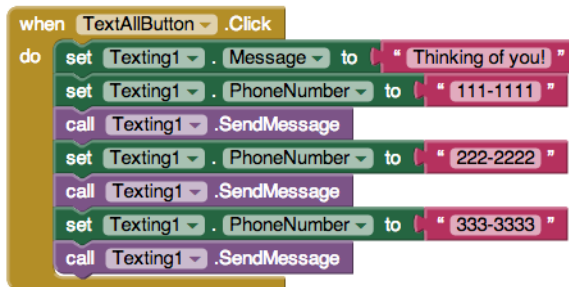 when TextAllButton .Click
do set Texting1 . Message to " Thinking of you! "
set Texting1 . PhoneNumber to " 111-1111 "
call Texting1 .SendMessage
set Texting1 . PhoneNumber to " 222-2222 "
call Texting1 .SendMessage
set Texting1 . PhoneNumber to " 333-3333 "
call Texting1 .SendMessage